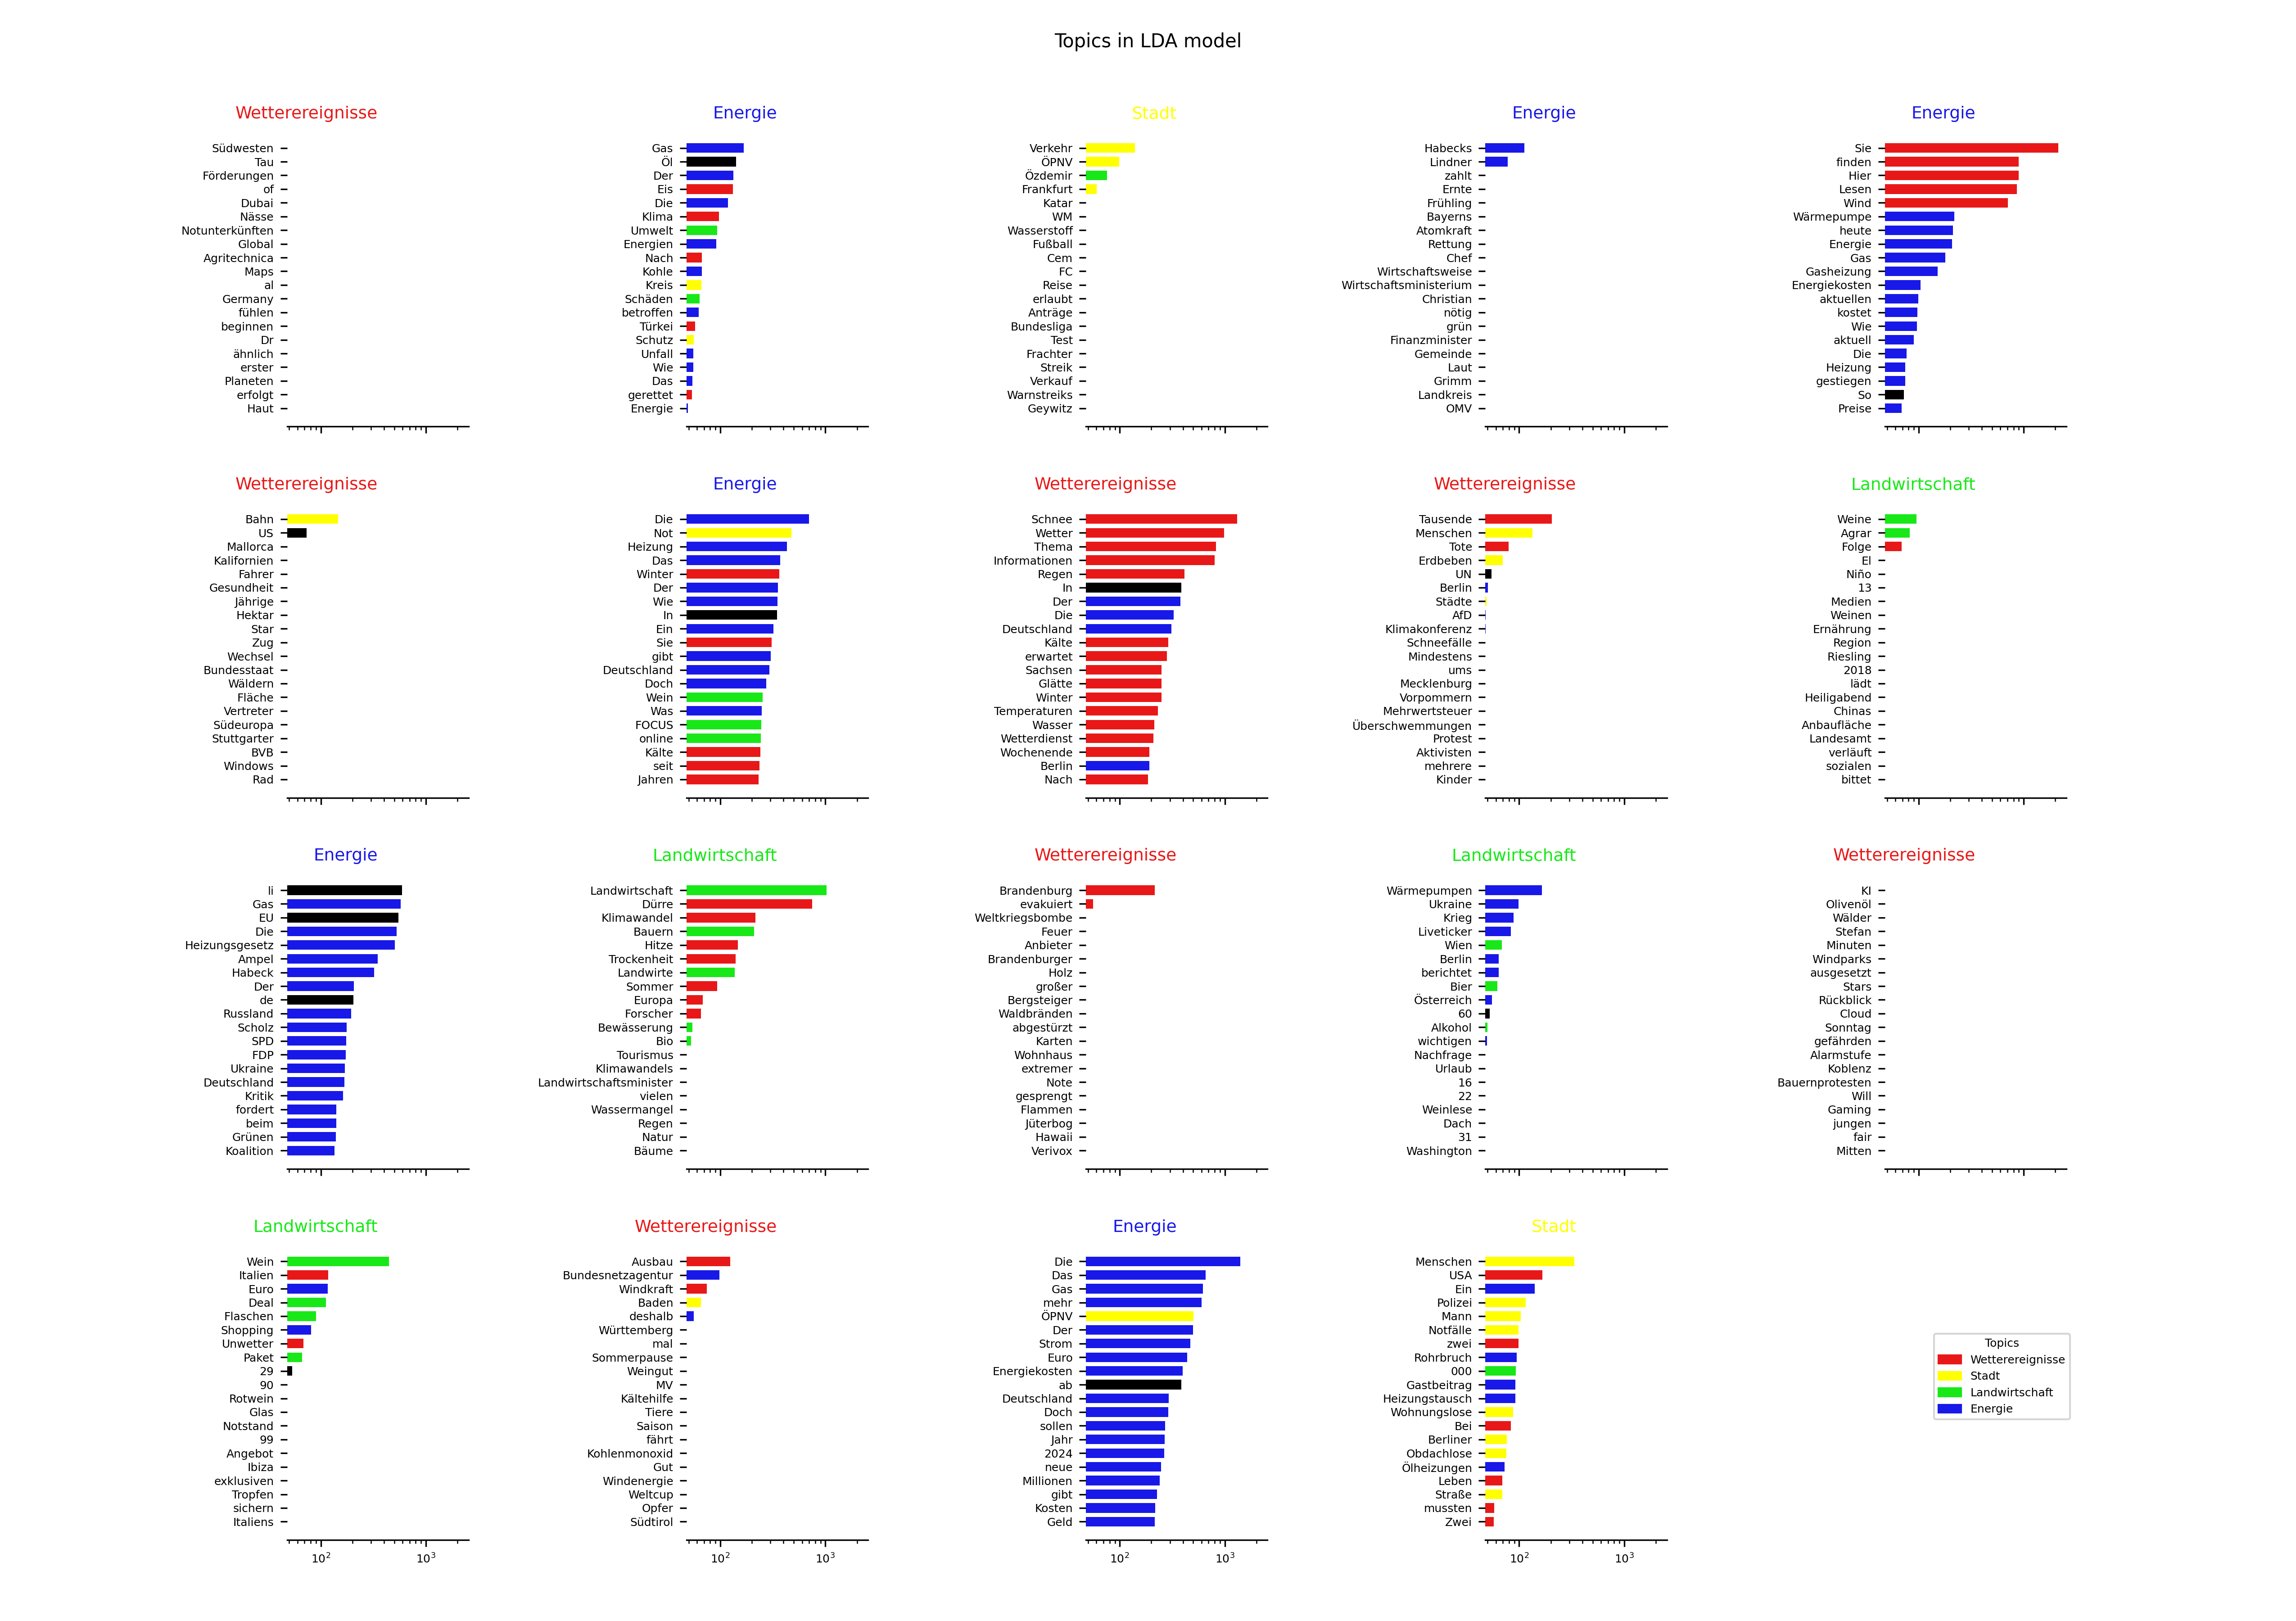 Topics in LDA model
Wetterereignisse
Südwesten
Tau
Förderungen
of
Dubai
Nässe
Notunterkünften
Global
Agritechnica
Maps
al
Germany
fühlen
beginnen
Dr
ähnlich
erster
Planeten
erfolgt
Haut
Energie
Gas
Öl
Der
Eis
Die
Klima
Umwelt
Energien
Nach
Kohle
Kreis
Schäden
betroffen
Türkei
Schutz
Unfall
Wie
Das
gerettet
Energie
Stadt
Verkehr
ÖPNV
Özdemir
Frankfurt
Katar
WM
Wasserstoff
Fußball
Cem
FC
Reise
erlaubt
Anträge
Bundesliga
Test
Frachter
Streik
Verkauf
Warnstreiks
Geywitz
Energie
Habecks
Lindner
zahlt
Ernte
Frühling
Bayerns
Atomkraft
Rettung
Chef
Wirtschaftsweise
Wirtschaftsministerium
Christian
nötig
grün
Finanzminister
Gemeinde
Laut
Grimm
Landkreis
OMV
Energie
Sie
finden
Hier
Lesen
Wind
Wärmepumpe
heute
Energie
Gas
Gasheizung
Energiekosten
aktuellen
kostet
Wie
aktuell
Die
Heizung
gestiegen
So
Preise
Wetterereignisse
Bahn
US
Mallorca
Kalifornien
Fahrer
Gesundheit
Jährige
Hektar
Star
Zug
Wechsel
Bundesstaat
Wäldern
Fläche
Vertreter
Südeuropa
Stuttgarter
BVB
Windows
Rad
Energie
Die
Not
Heizung
Das
Winter
Der
Wie
In
Ein
Sie
gibt
Deutschland
Doch
Wein
Was
FOCUS
online
Kälte
seit
Jahren
Wetterereignisse
Schnee
Wetter
Thema
Informationen
Regen
In
Der
Die
Deutschland
Kälte
erwartet
Sachsen
Glätte
Winter
Temperaturen
Wasser
Wetterdienst
Wochenende
Berlin
Nach
Wetterereignisse
Tausende
Menschen
Tote
Erdbeben
UN
Berlin
Städte
AfD
Klimakonferenz
Schneefälle
Mindestens
ums
Mecklenburg
Vorpommern
Mehrwertsteuer
Überschwemmungen
Protest
Aktivisten
mehrere
Kinder
Landwirtschaft
Weine
Agrar
Folge
El
Niño
13
Medien
Weinen
Ernährung
Region
Riesling
2018
lädt
Heiligabend
Chinas
Anbaufläche
Landesamt
verläuft
sozialen
bittet
Energie
li
Gas
EU
Die
Heizungsgesetz
Ampel
Habeck
Der
de
Russland
Scholz
SPD
FDP
Ukraine
Deutschland
Kritik
fordert
beim
Grünen
Koalition
Landwirtschaft
Landwirtschaft
Dürre
Klimawandel
Bauern
Hitze
Trockenheit
Landwirte
Sommer
Europa
Forscher
Bewässerung
Bio
Tourismus
Klimawandels
Landwirtschaftsminister
vielen
Wassermangel
Regen
Natur
Bäume
Wetterereignisse
Brandenburg
evakuiert
Weltkriegsbombe
Feuer
Anbieter
Brandenburger
Holz
großer
Bergsteiger
Waldbränden
abgestürzt
Karten
Wohnhaus
extremer
Note
gesprengt
Flammen
Jüterbog
Hawaii
Verivox
Landwirtschaft
Wärmepumpen
Ukraine
Krieg
Liveticker
Wien
Berlin
berichtet
Bier
Österreich
60
Alkohol
wichtigen
Nachfrage
Urlaub
16
22
Weinlese
Dach
31
Washington
Wetterereignisse
KI
Olivenöl
Wälder
Stefan
Minuten
Windparks
ausgesetzt
Stars
Rückblick
Cloud
Sonntag
gefährden
Alarmstufe
Koblenz
Bauernprotesten
Will
Gaming
jungen
fair
Mitten
Landwirtschaft
Wein
Italien
Euro
Deal
Flaschen
Shopping
Unwetter
Paket
29
90
Rotwein
Glas
Notstand
99
Angebot
Ibiza
exklusiven
Tropfen
sichern
Italiens
10² 10³
Wetterereignisse
Ausbau
Bundesnetzagentur
Windkraft
Baden
deshalb
Württemberg
mal
Sommerpause
Weingut
MV
Kältehilfe
Tiere
Saison
fährt
Kohlenmonoxid
Gut
Windenergie
Weltcup
Opfer
Südtirol
10² 10³
Energie
Die
Das
Gas
mehr
ÖPNV
Der
Strom
Euro
Energiekosten
ab
Deutschland
Doch
sollen
Jahr
2024
neue
Millionen
gibt
Kosten
Geld
10² 10³
Stadt
Menschen
USA
Ein
Polizei
Mann
Notfälle
zwei
Rohrbruch
000
Gastbeitrag
Heizungstausch
Wohnungslose
Bei
Berliner
Obdachlose
Ölheizungen
Leben
Straße
mussten
Zwei
10² 10³
Topics
Wetterereignisse
Stadt
Landwirtschaft
Energie